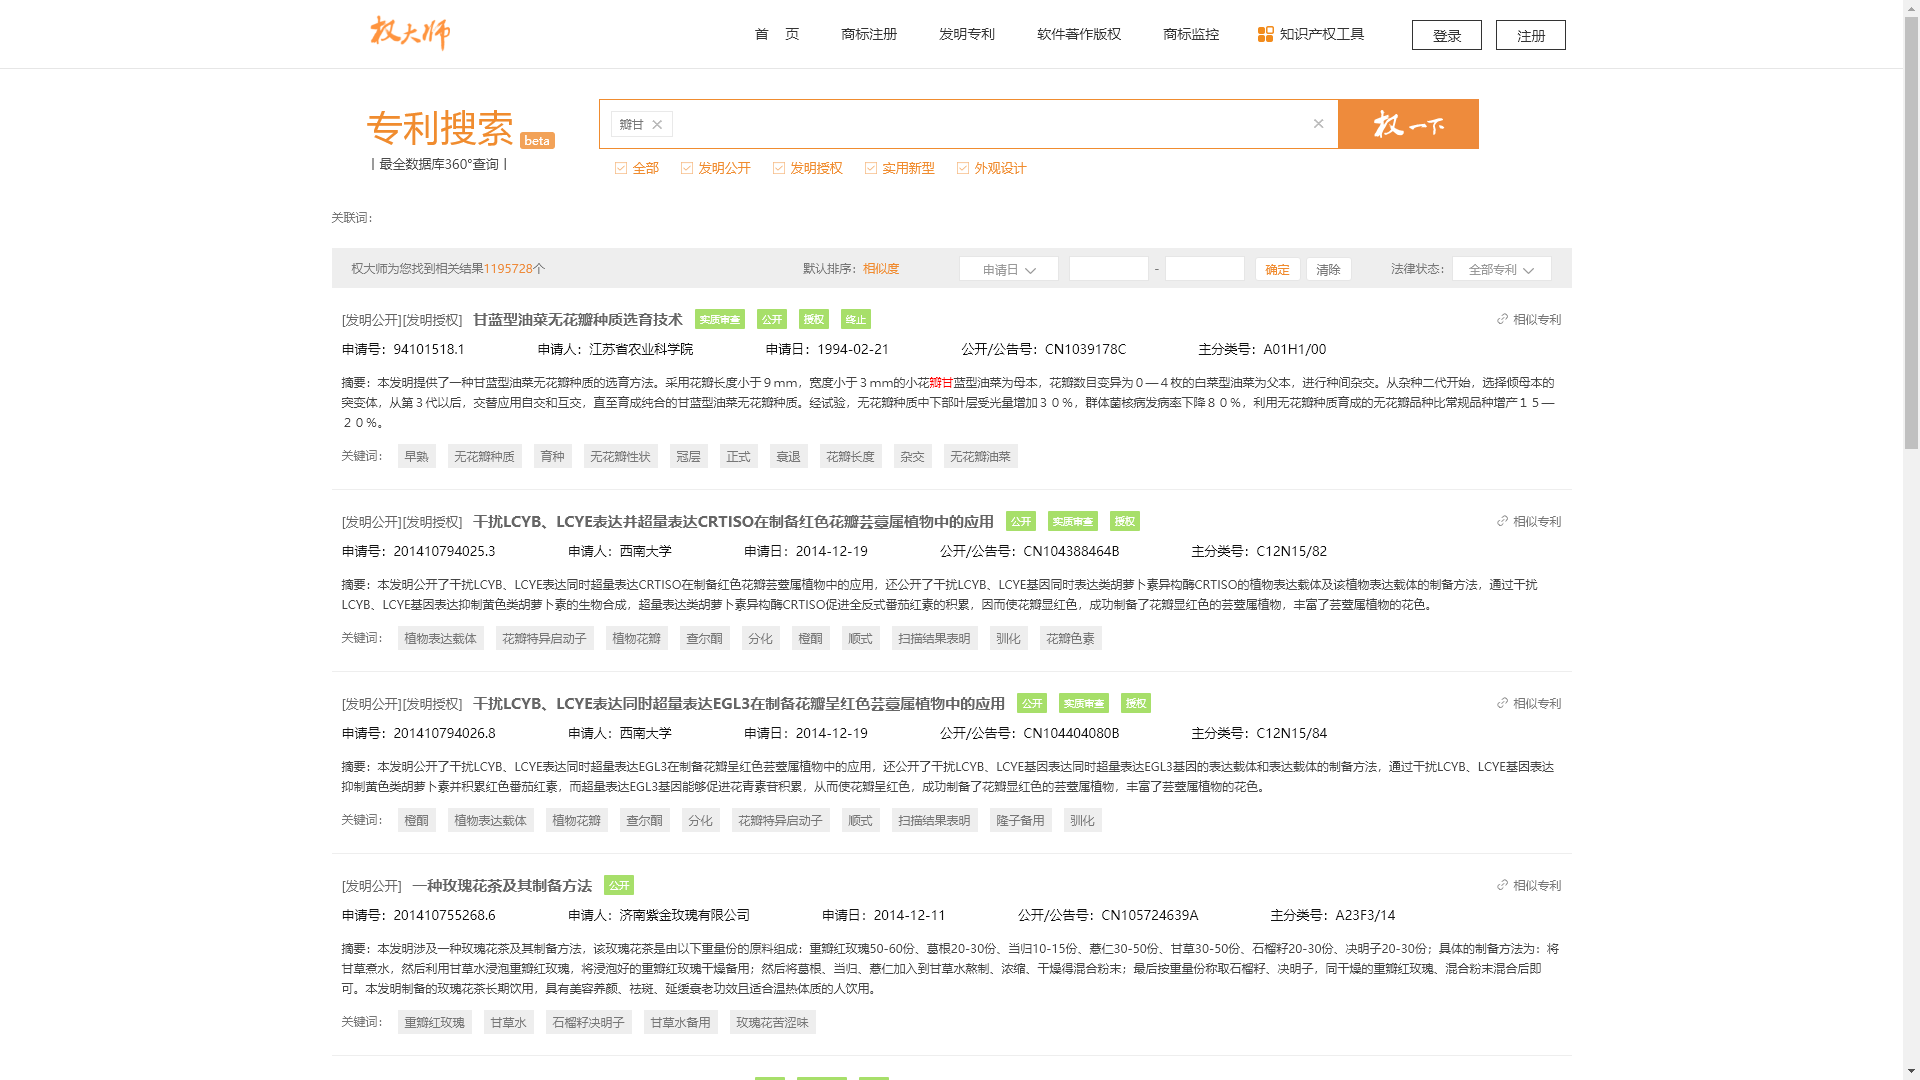 权大师
首 页
商标注册
发明专利
软件著作版权
商标监控
知识产权工具
登录
注册
专利搜索 beta
丨最全数据库360°查询丨
瓣甘 ×
×
权一下
全部
发明公开
发明授权
实用新型
外观设计
关联词：
权大师为您找到相关结果1195728个
默认排序：相似度
申请日
-
确定
清除
法律状态：
全部专利
[发明公开][发明授权] 甘蓝型油菜无花瓣种质选育技术 实质审查 公开 授权 终止
相似专利
申请号：94101518.1 申请人：江苏省农业科学院 申请日：1994-02-21 公开/公告号：CN1039178C 主分类号：A01H1/00
摘要：本发明提供了一种甘蓝型油菜无花瓣种质的选育方法。采用花瓣长度小于９mm，宽度小于３mm的小花瓣甘蓝型油菜为母本，花瓣数目变异为０—４枚的白菜型油菜为父本，进行种间杂交。从杂种二代开始，选择倾母本的
突变体，从第３代以后，交替应用自交和互交，直至育成纯合的甘蓝型油菜无花瓣种质。经试验，无花瓣种质中下部叶层受光量增加３０％，群体菌核病发病率下降８０％，利用无花瓣种质育成的无花瓣品种比常规品种增产１５—
２０％。
关键词： 早熟 无花瓣种质 育种 无花瓣性状 冠层 正式 衰退 花瓣长度 杂交 无花瓣油菜
[发明公开][发明授权] 干扰LCYB、LCYE表达并超量表达CRTISO在制备红色花瓣芸薹属植物中的应用 公开 实质审查 授权
相似专利
申请号：201410794025.3 申请人：西南大学 申请日：2014-12-19 公开/公告号：CN104388464B 主分类号：C12N15/82
摘要：本发明公开了干扰LCYB、LCYE表达同时超量表达CRTISO在制备红色花瓣芸薹属植物中的应用，还公开了干扰LCYB、LCYE基因同时表达类胡萝卜素异构酶CRTISO的植物表达载体及该植物表达载体的制备方法，通过干扰
LCYB、LCYE基因表达抑制黄色类胡萝卜素的生物合成，超量表达类胡萝卜素异构酶CRTISO促进全反式番茄红素的积累，因而使花瓣显红色，成功制备了花瓣显红色的芸薹属植物，丰富了芸薹属植物的花色。
关键词： 植物表达载体 花瓣特异启动子 植物花瓣 查尔酮 分化 橙酮 顺式 扫描结果表明 驯化 花瓣色素
[发明公开][发明授权] 干扰LCYB、LCYE表达同时超量表达EGL3在制备花瓣呈红色芸薹属植物中的应用 公开 实质审查 授权
相似专利
申请号：201410794026.8 申请人：西南大学 申请日：2014-12-19 公开/公告号：CN104404080B 主分类号：C12N15/84
摘要：本发明公开了干扰LCYB、LCYE表达同时超量表达EGL3在制备花瓣呈红色芸薹属植物中的应用，还公开了干扰LCYB、LCYE基因表达同时超量表达EGL3基因的表达载体和表达载体的制备方法，通过干扰LCYB、LCYE基因表达
抑制黄色类胡萝卜素并积累红色番茄红素，而超量表达EGL3基因能够促进花青素苷积累，从而使花瓣呈红色，成功制备了花瓣显红色的芸薹属植物，丰富了芸薹属植物的花色。
关键词： 橙酮 植物表达载体 植物花瓣 查尔酮 分化 花瓣特异启动子 顺式 扫描结果表明 隆子备用 驯化
[发明公开] 一种玫瑰花茶及其制备方法 公开
相似专利
申请号：201410755268.6 申请人：济南紫金玫瑰有限公司 申请日：2014-12-11 公开/公告号：CN105724639A 主分类号：A23F3/14
摘要：本发明涉及一种玫瑰花茶及其制备方法，该玫瑰花茶是由以下重量份的原料组成：重瓣红玫瑰50-60份、葛根20-30份、当归10-15份、薏仁30-50份、甘草30-50份、石榴籽20-30份、决明子20-30份；具体的制备方法为：将
甘草煮水，然后利用甘草水浸泡重瓣红玫瑰，将浸泡好的重瓣红玫瑰干燥备用；然后将葛根、当归、薏仁加入到甘草水熬制、浓缩、干燥得混合粉末；最后按重量份称取石榴籽、决明子，同干燥的重瓣红玫瑰、混合粉末混合后即
可。本发明制备的玫瑰花茶长期饮用，具有美容养颜、祛斑、延缓衰老功效且适合温热体质的人饮用。
关键词： 重瓣红玫瑰 甘草水 石榴籽决明子 甘草水备用 玫瑰花苦涩味